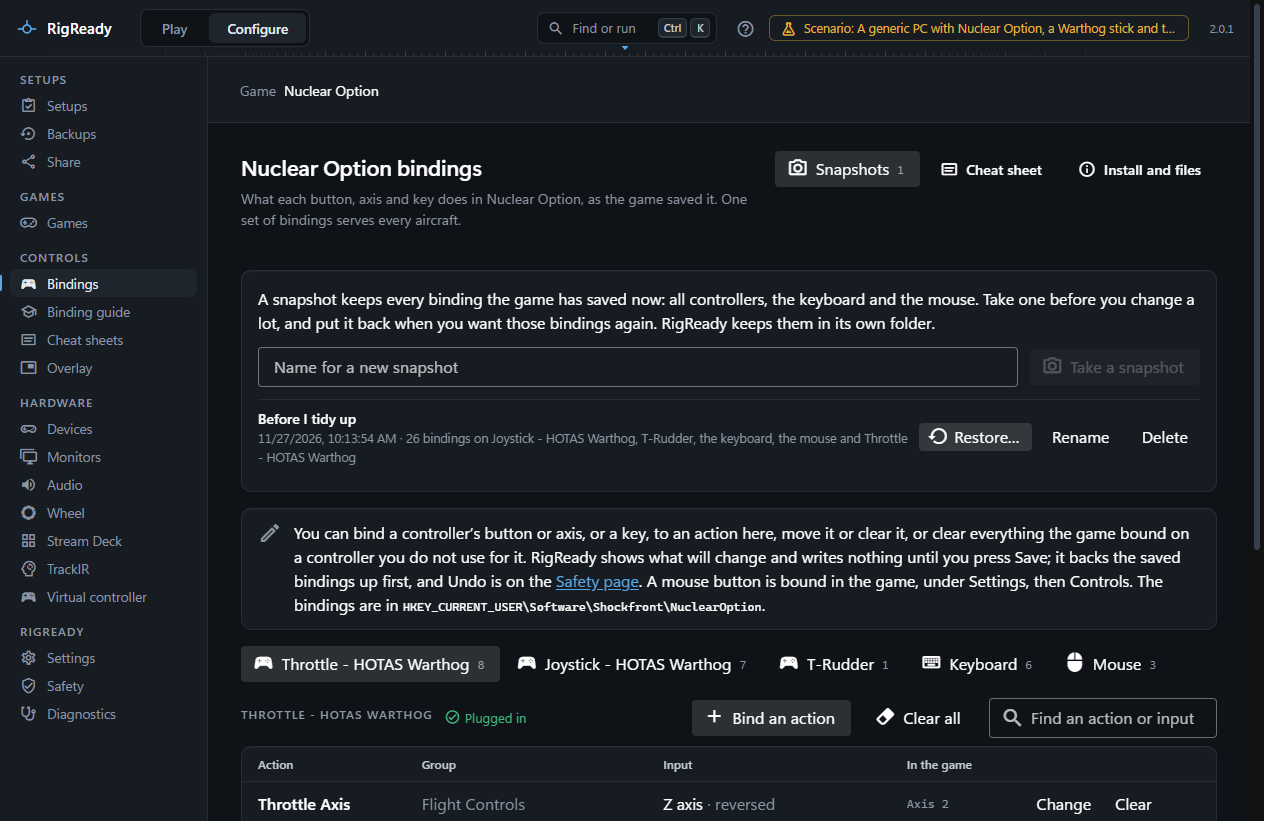 RigReady
Play
Configure
Find or run
Ctrl
K
Scenario: A generic PC with Nuclear Option, a Warthog stick and t...
2.0.1
SETUPS
Setups
Backups
Share
GAMES
Games
CONTROLS
Bindings
Binding guide
Cheat sheets
Overlay
HARDWARE
Devices
Monitors
Audio
Wheel
Stream Deck
TrackIR
Virtual controller
RIGREADY
Settings
Safety
Diagnostics
Game Nuclear Option
Nuclear Option bindings
What each button, axis and key does in Nuclear Option, as the game saved it. One
set of bindings serves every aircraft.
Snapshots 1
Cheat sheet
Install and files
A snapshot keeps every binding the game has saved now: all controllers, the keyboard and the mouse. Take one before you change a
lot, and put it back when you want those bindings again. RigReady keeps them in its own folder.
Name for a new snapshot
Take a snapshot
Before I tidy up
11/27/2026, 10:13:54 AM · 26 bindings on Joystick - HOTAS Warthog, T-Rudder, the keyboard, the mouse and Throttle
- HOTAS Warthog
Restore...
Rename
Delete
You can bind a controller's button or axis, or a key, to an action here, move it or clear it, or clear everything the game bound on
a controller you do not use for it. RigReady shows what will change and writes nothing until you press Save; it backs the saved
bindings up first, and Undo is on the Safety page. A mouse button is bound in the game, under Settings, then Controls. The
bindings are in HKEY_CURRENT_USER\Software\Shockfront\NuclearOption.
Throttle - HOTAS Warthog 8
Joystick - HOTAS Warthog 7
T-Rudder 1
Keyboard 6
Mouse 3
THROTTLE - HOTAS WARTHOG
Plugged in
Bind an action
Clear all
Find an action or input
Action Group Input In the game
Throttle Axis Flight Controls Z axis · reversed Axis 2 Change Clear